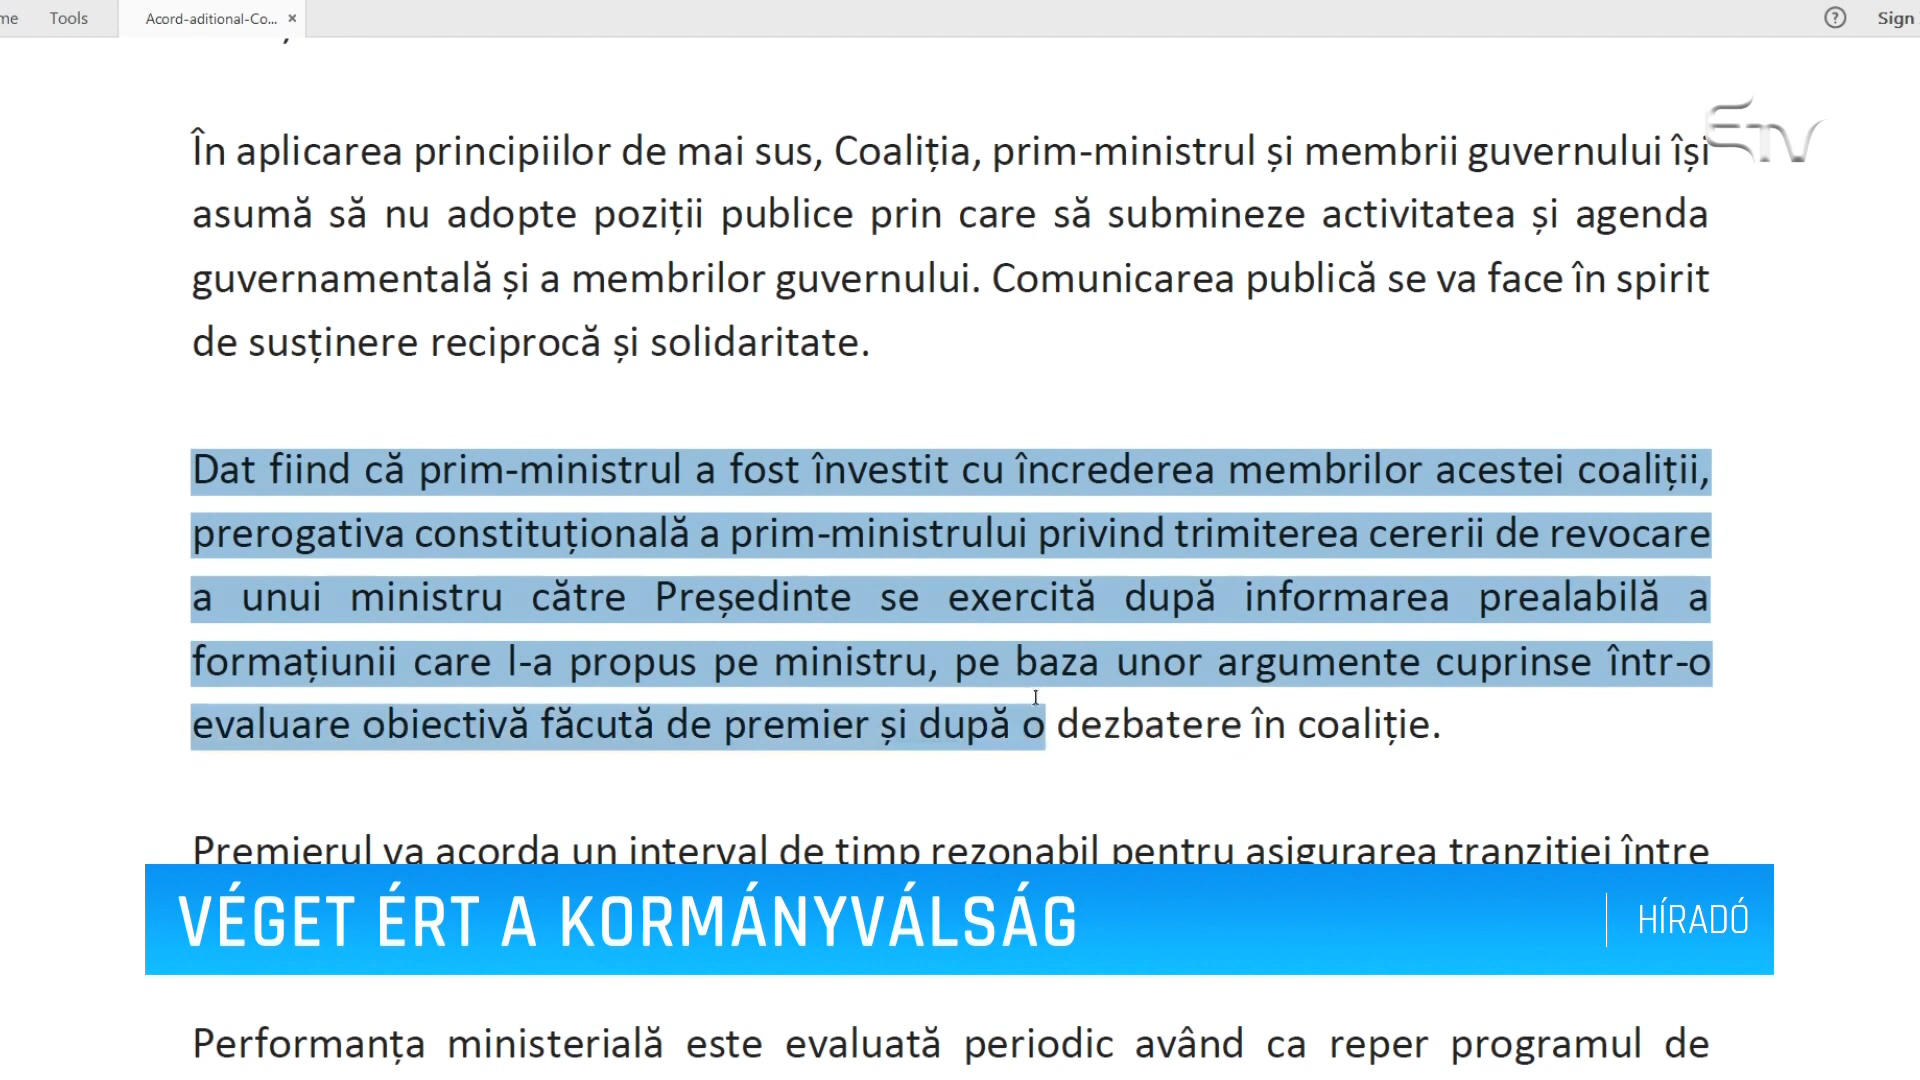 me Tools Acord-aditional-Co... × ? Sign
În aplicarea principiilor de mai sus, Coaliția, prim-ministrul și membrii guvernului își
ETV
asumă să nu adopte poziții publice prin care să submineze activitatea și agenda
guvernamentală și a membrilor guvernului. Comunicarea publică se va face în spirit
de susținere reciprocă și solidaritate.
Dat fiind că prim-ministrul a fost învestit cu încrederea membrilor acestei coaliții,
prerogativa constituțională a prim-ministrului privind trimiterea cererii de revocare
a unui ministru către Președinte se exercită după informarea prealabilă a
formațiunii care l-a propus pe ministru, pe baza unor argumente cuprinse într-o
evaluare obiectivă făcută de premier și după o dezbatere în coaliție.
Premierul va acorda un interval de timp rezonabil pentru asigurarea tranziției între
VÉGET ÉRT A KORMÁNYVÁLSÁG
HÍRADÓ
Performanța ministerială este evaluată periodic având ca reper programul de